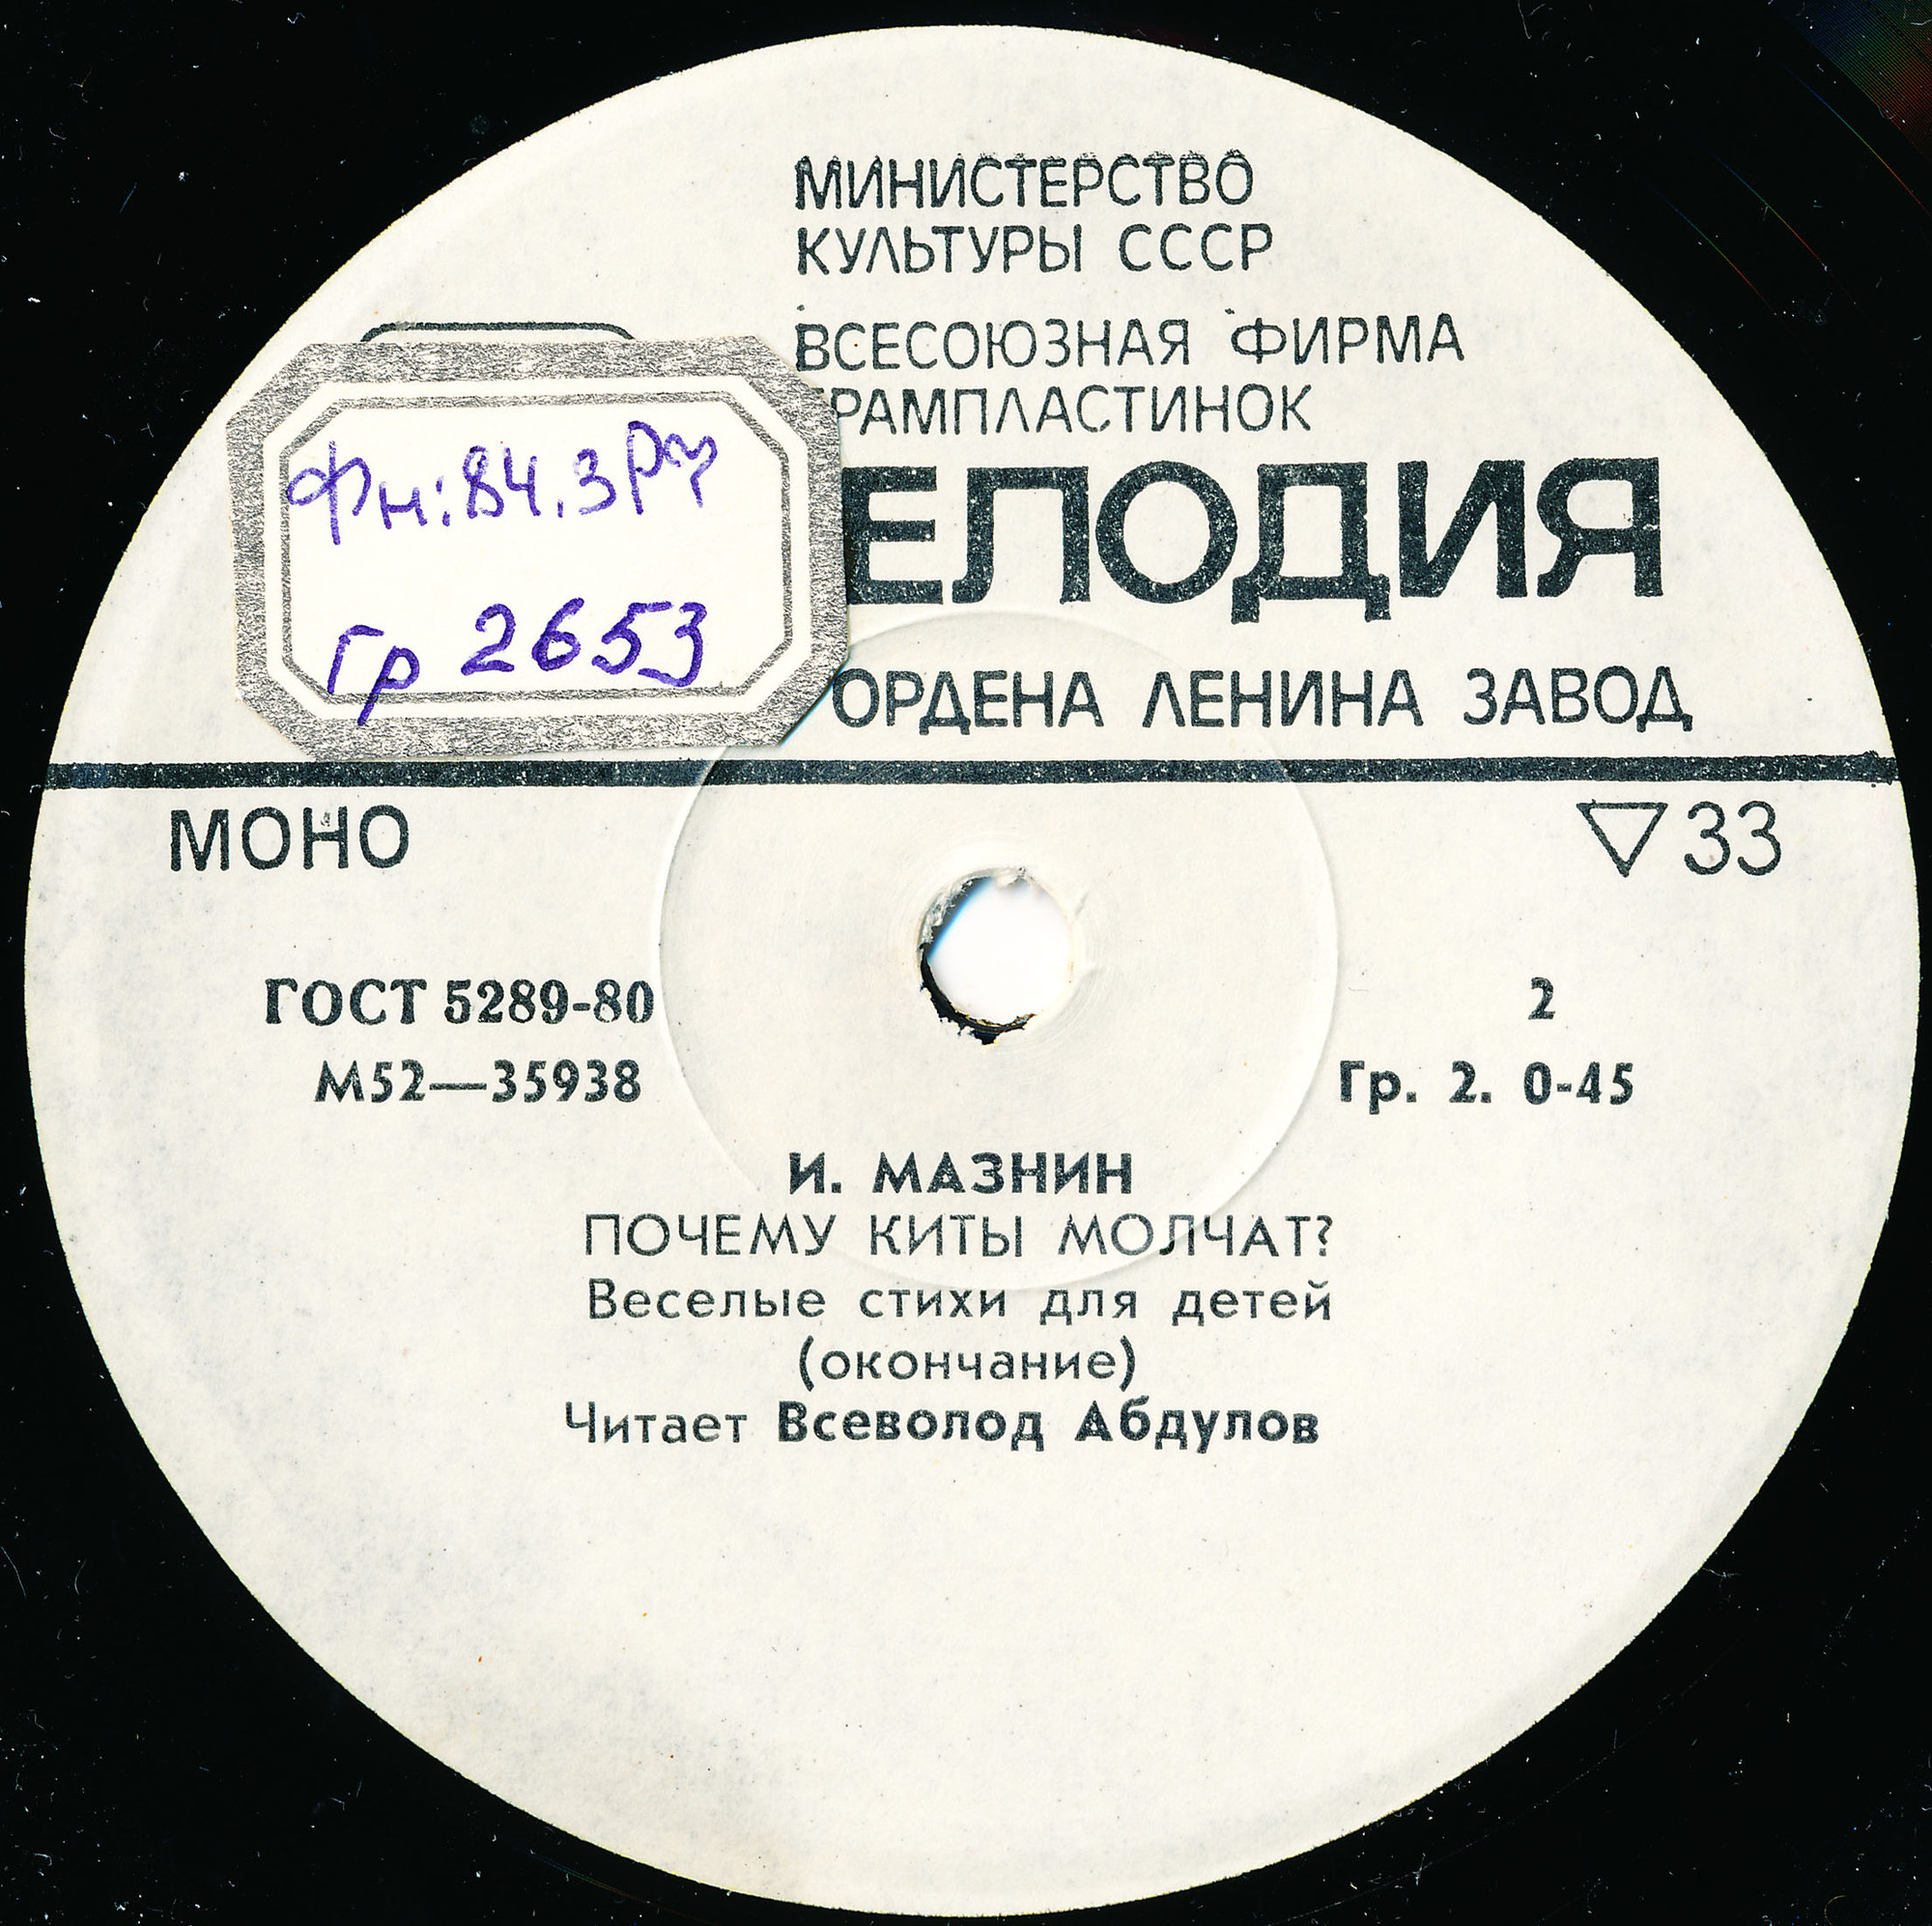 МИНИСТЕРСТВО
КУЛЬТУРЫ СССР
ВСЕСОЮЗНАЯ ФИРМА
ГРАМПЛАСТИНОК
ЕЛОДИЯ
ОРДЕНА ЛЕНИНА ЗАВОД
Фн: 84.3Р7
Гр 2653
МОНО
▽ 33
ГОСТ 5289-80
2
М52—35938
Гр. 2. 0-45
И. МАЗНИН
ПОЧЕМУ КИТЫ МОЛЧАТ?
Веселые стихи для детей
(окончание)
Читает Всеволод Абдулов